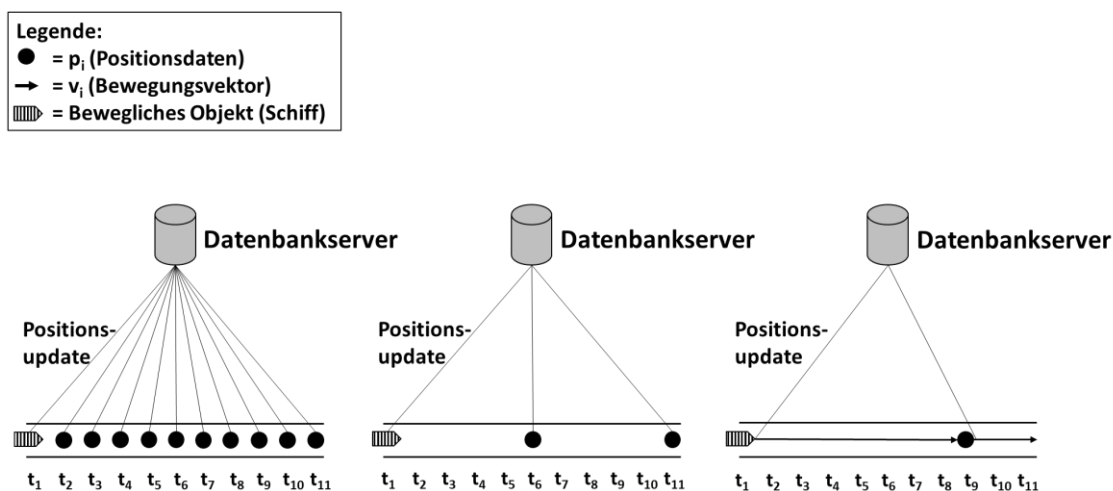 Legende:
= pi (Positionsdaten)
= vi (Bewegungsvektor)
= Bewegliches Objekt (Schiff)
Datenbankserver
Positions-
update
t1 t2 t3 t4 t5 t6 t7 t8 t9 t10 t11
Datenbankserver
Positions-
update
t1 t2 t3 t4 t5 t6 t7 t8 t9 t10 t11
Datenbankserver
Positions-
update
t1 t2 t3 t4 t5 t6 t7 t8 t9 t10 t11